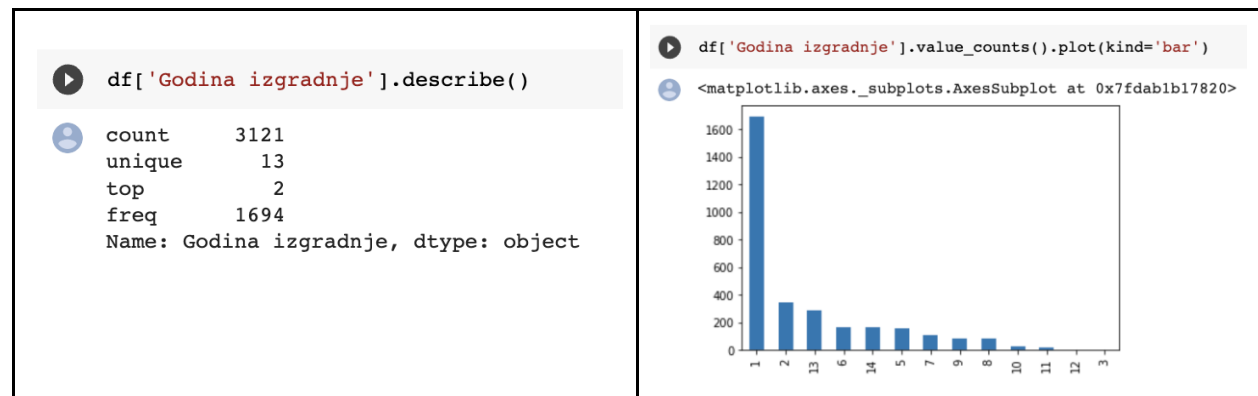 df['Godina izgradnje'].describe()
count 3121
unique 13
top 2
freq 1694
Name: Godina izgradnje, dtype: object
df['Godina izgradnje'].value_counts().plot(kind='bar')
<matplotlib.axes._subplots.AxesSubplot at 0x7fdab1b17820>
1600
1400
1200
1000
800
600
400
200
0
1 2 13 6 14 5 7 9 8 10 11 12 3